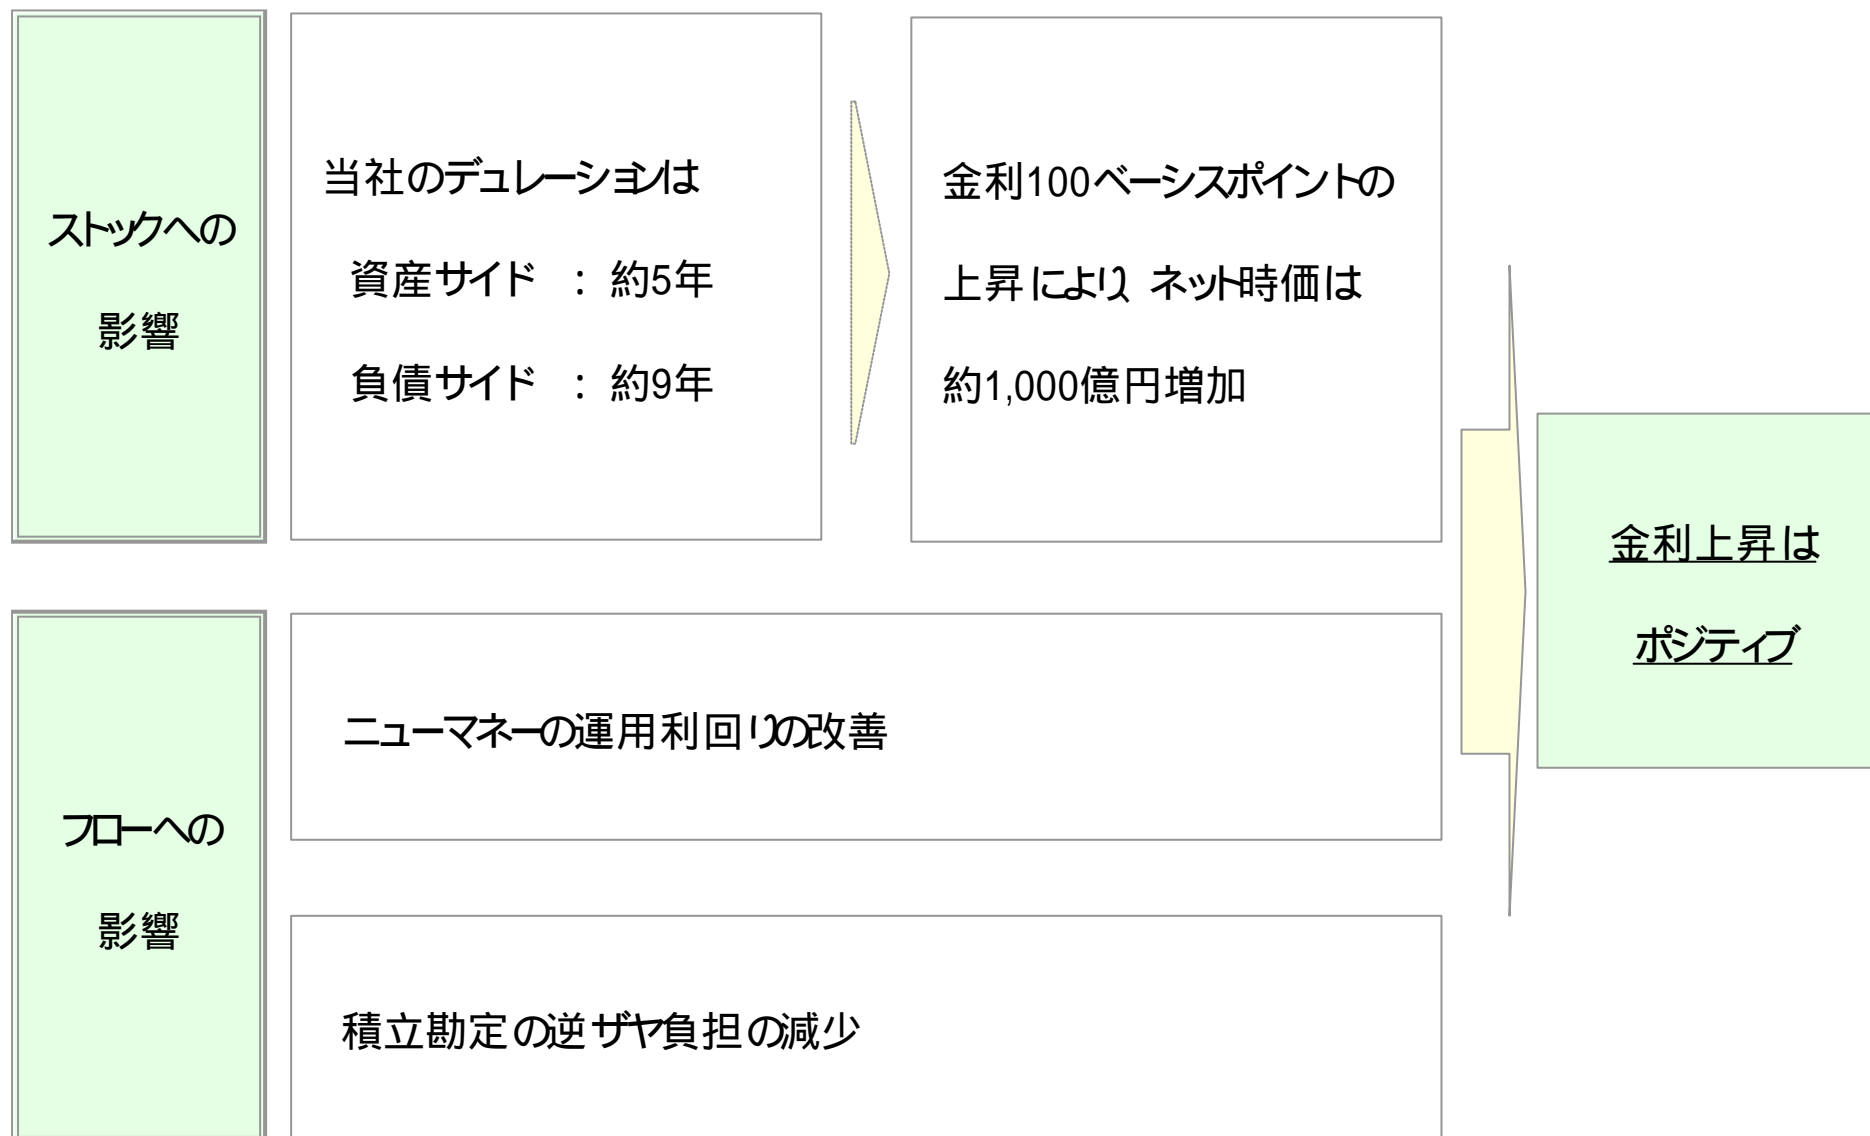 ストックへの
影響
当社のデュレーションは
資産サイド ： 約5年
負債サイド ： 約9年
金利100ベーシスポイントの
上昇により、ネット時価は
約1,000億円増加
フローへの
影響
ニューマネーの運用利回りの改善
積立勘定の逆ザヤ負担の減少
金利上昇は
ポジティブ